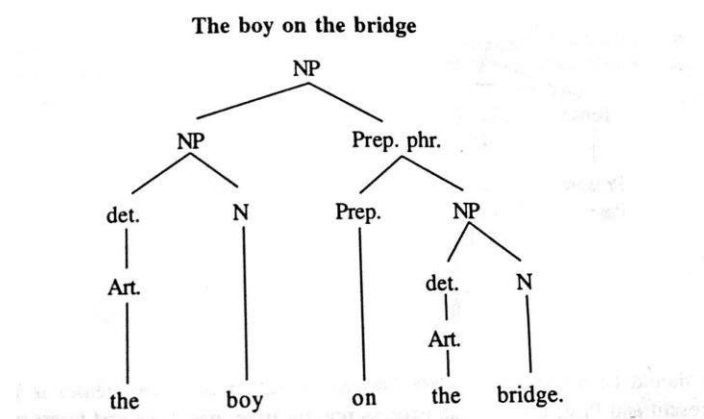 The boy on the bridge
NP
NP Prep. phr.
det. N Prep. NP
Art. det. N
Art.
the boy on the bridge.